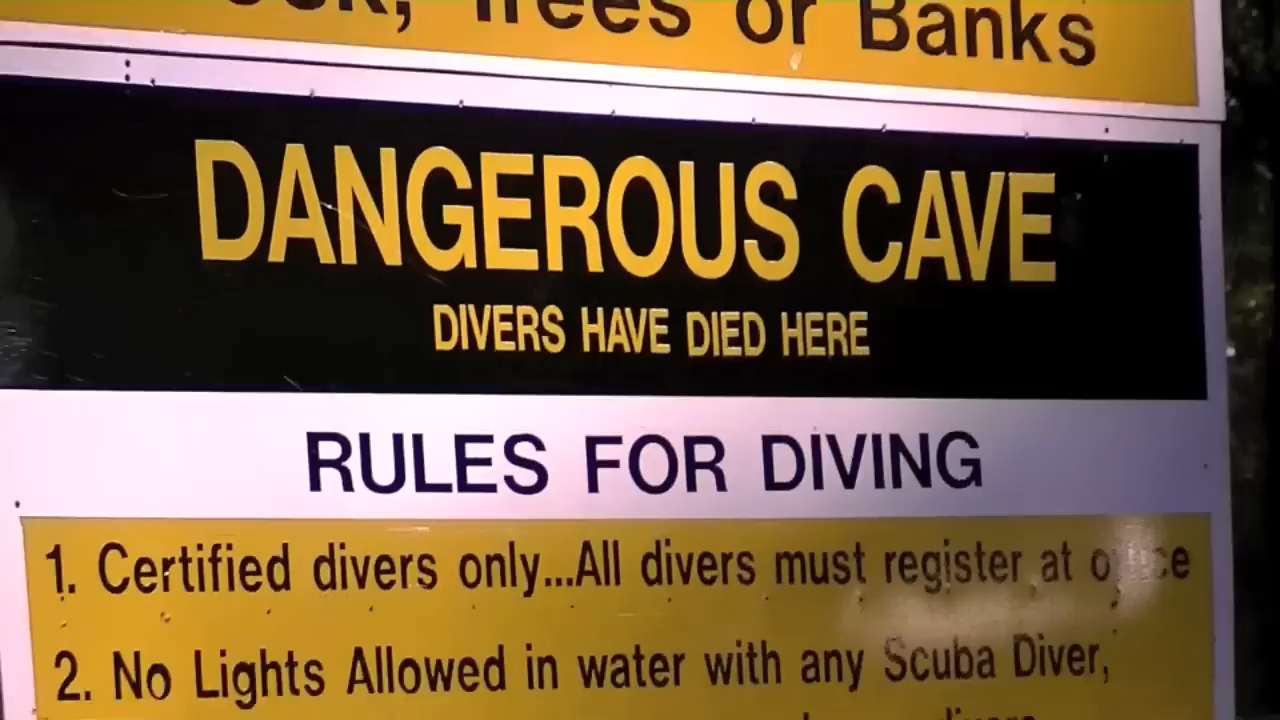 Trees or Banks
DANGEROUS CAVE
DIVERS HAVE DIED HERE
RULES FOR DIVING
1. Certified divers only...All divers must register at office
2. No Lights Allowed in water with any Scuba Diver,